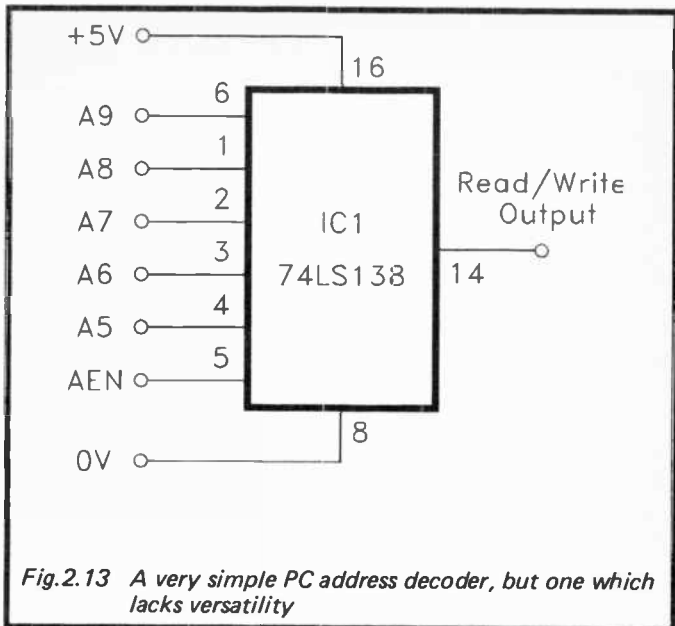 +5V
16
6
A9
1
A8
Read/Write
Output
2
A7
IC1
3
A6
74LS138
14
4
A5
5
AEN
8
0V
Fig.2.13 A very simple PC address decoder, but one which
lacks versatility